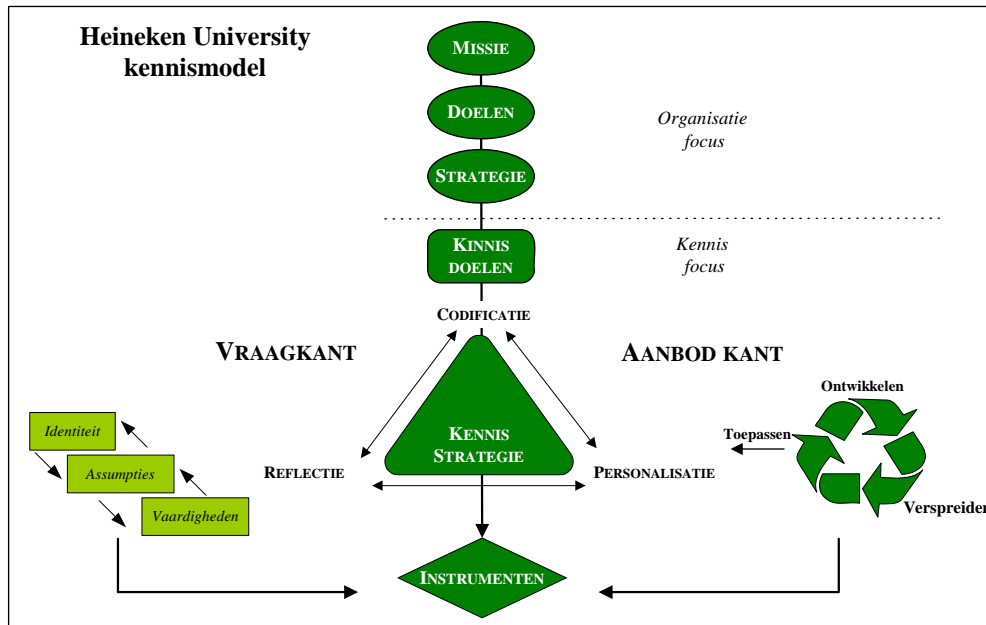 Heineken University
kennismodel
MISSIE
DOELEN
Organisatie
focus
STRATEGIE
KINNIS
DOELEN
Kennis
focus
CODIFICATIE
VRAAGKANT
AANBOD KANT
Ontwikkelen
Identiteit
Toepassen
KENNIS
STRATEGIE
Assumpties
REFLECTIE
PERSONALISATIE
Vaardigheden
Verspreiden
INSTRUMENTEN